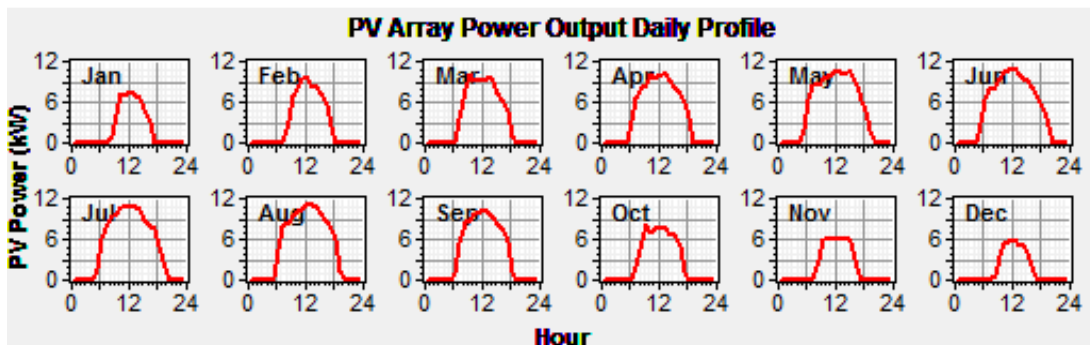 PV Array Power Output Daily Profile
PV Power (kW)
12 6 0 Jan 0 12 24
12 6 0 Feb 0 12 24
12 6 0 Mar 0 12 24
12 6 0 Apr 0 12 24
12 6 0 May 0 12 24
12 6 0 Jun 0 12 24
12 6 0 Jul 0 12 24
12 6 0 Aug 0 12 24
12 6 0 Sep 0 12 24
12 6 0 Oct 0 12 24
12 6 0 Nov 0 12 24
12 6 0 Dec 0 12 24
Hour